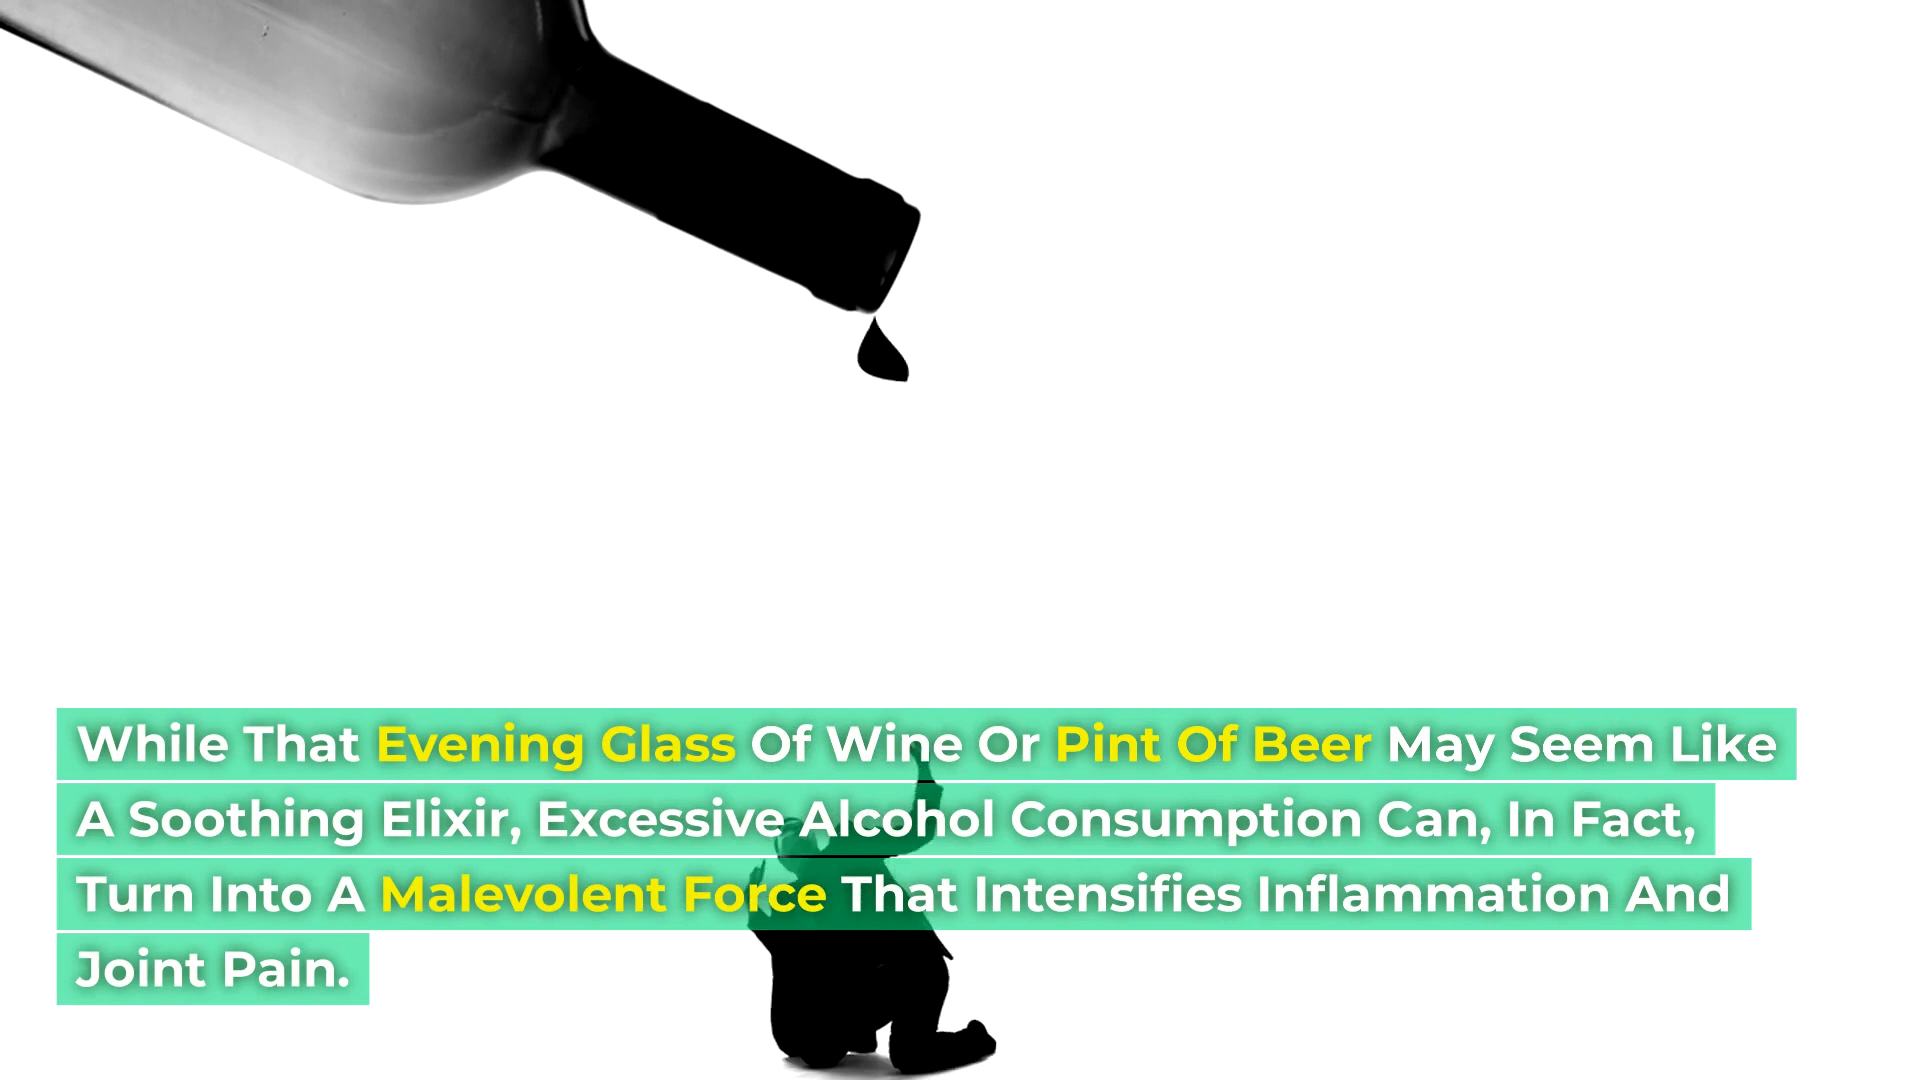 While That Evening Glass Of Wine Or Pint Of Beer May Seem Like
A Soothing Elixir, Excessive Alcohol Consumption Can, In Fact,
Turn Into A Malevolent Force That Intensifies Inflammation And
Joint Pain.